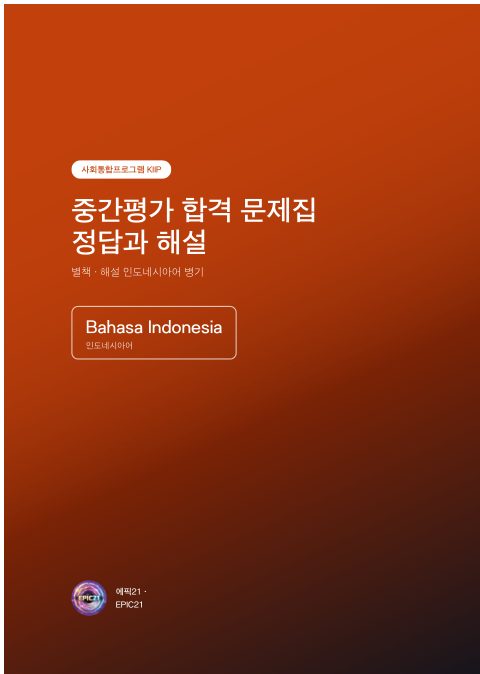 사회통합프로그램 KIIP
중간평가 합격 문제집
정답과 해설
별책 · 해설 인도네시아어 병기
Bahasa Indonesia
인도네시아어
EPIC21
에픽21 ·
EPIC21